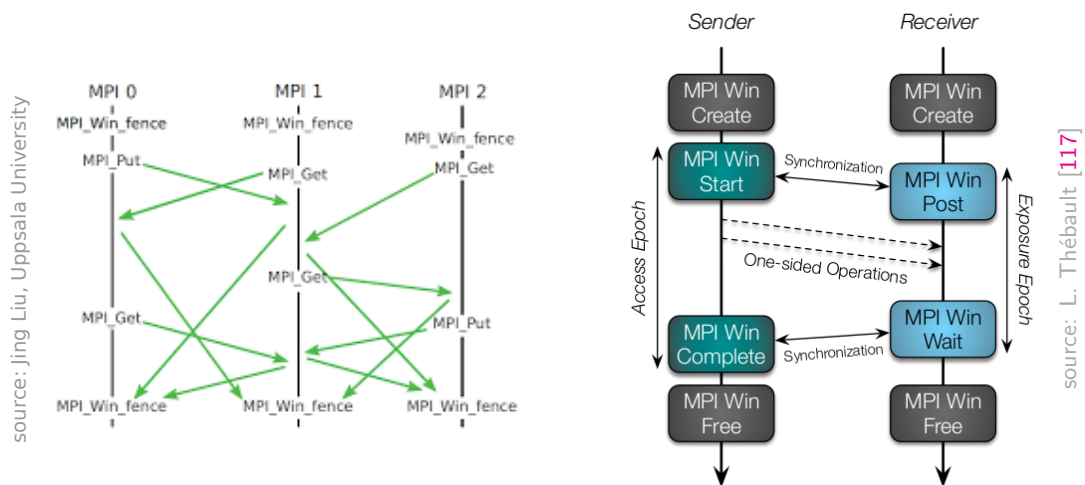 source: Jing Liu, Uppsala University
MPI 0
MPI 1
MPI 2
MPI_Win_fence
MPI_Win_fence
MPI_Win_fence
MPI_Put
MPI_Get
MPI_Get
MPI_Get
MPI_Get
MPI_Put
MPI_Win_fence
MPI_Win_fence
MPI_Win_fence
Sender
Receiver
MPI Win
Create
MPI Win
Create
MPI Win
Start
Synchronization
MPI Win
Post
Access Epoch
One-sided Operations
Exposure Epoch
MPI Win
Complete
Synchronization
MPI Win
Wait
MPI Win
Free
MPI Win
Free
source: L. Thébault [117]